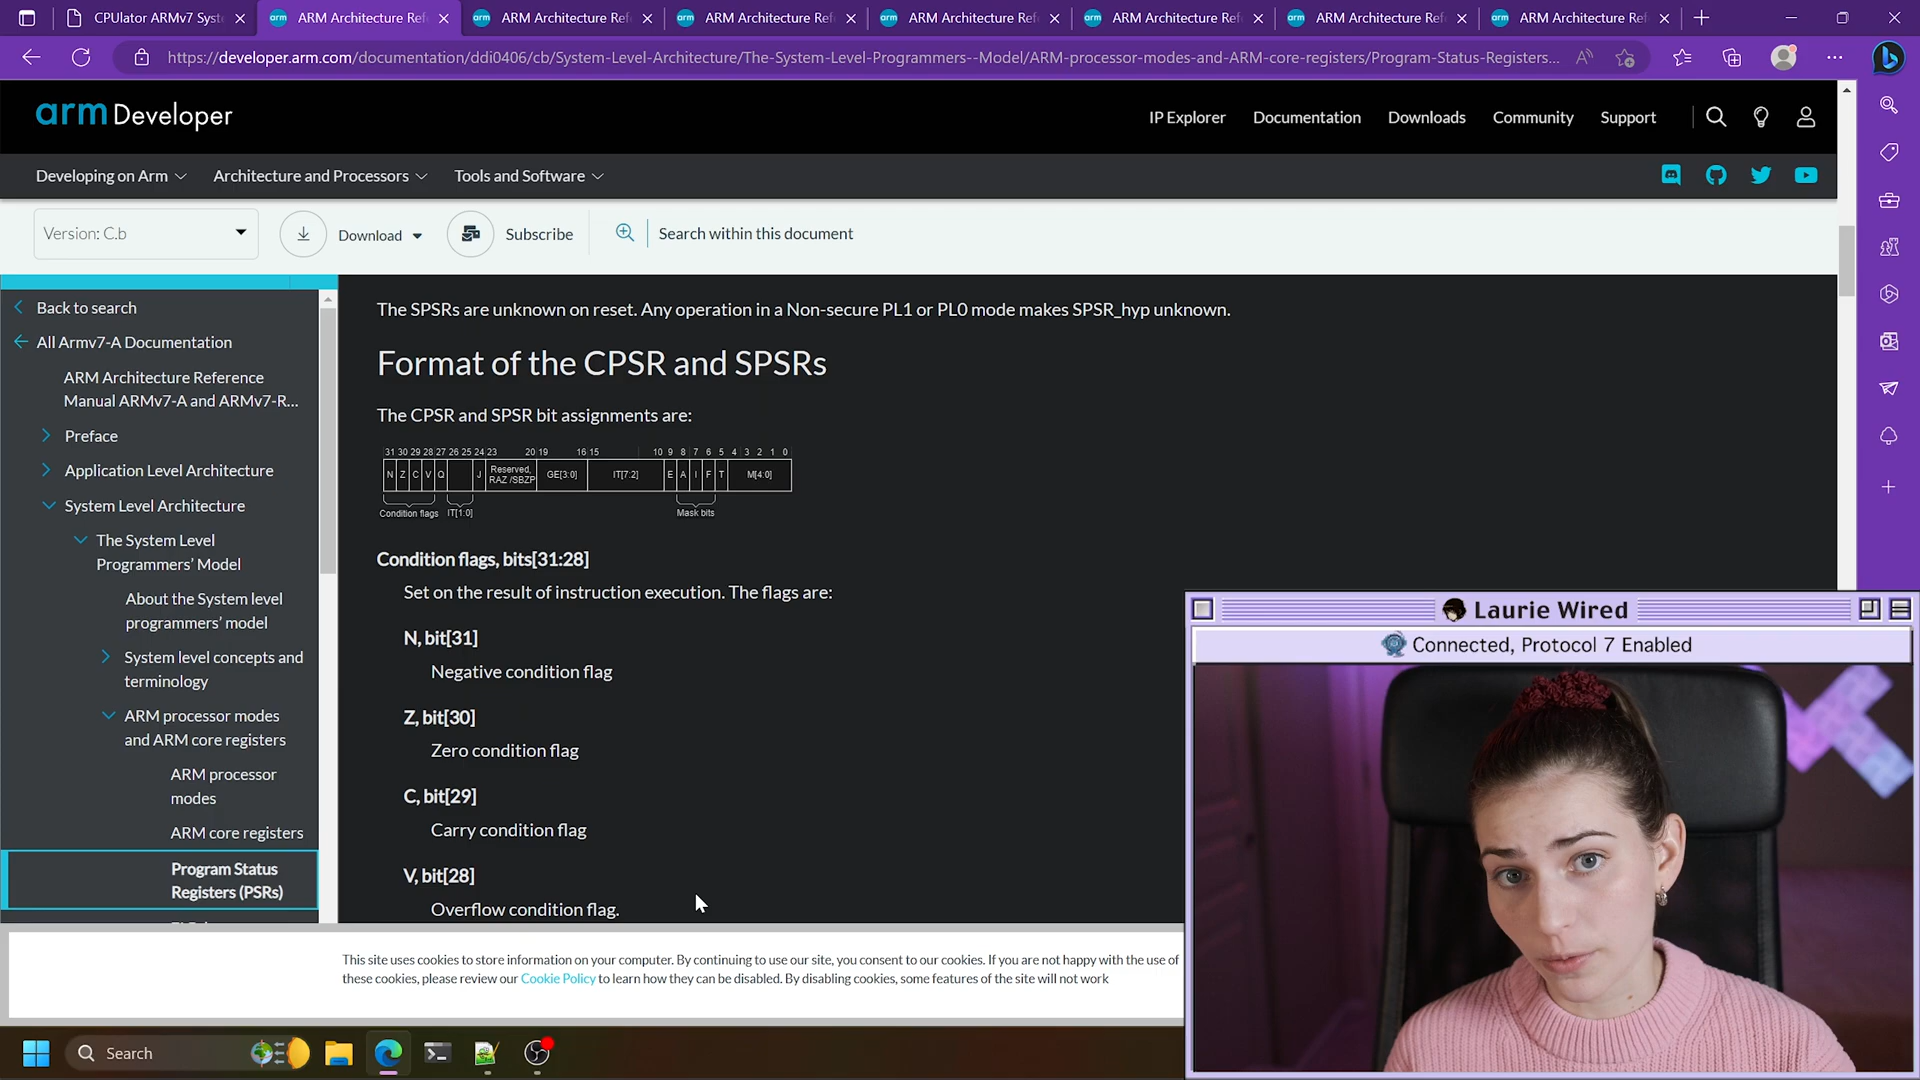 CPUlator ARMv7 Syst
ARM Architecture Ref
ARM Architecture Ref
ARM Architecture Ref
ARM Architecture Ref
ARM Architecture Ref
ARM Architecture Ref
ARM Architecture Ref
https://developer.arm.com/documentation/ddi0406/cb/System-Level-Architecture/The-System-Level-Programmers--Model/ARM-processor-modes-and-ARM-core-registers/Program-Status-Registers...
arm Developer
IP Explorer
Documentation
Downloads
Community
Support
Developing on Arm
Architecture and Processors
Tools and Software
Version: C.b
Download
Subscribe
Search within this document
Back to search
All Armv7-A Documentation
ARM Architecture Reference
Manual ARMv7-A and ARMv7-R...
Preface
Application Level Architecture
System Level Architecture
The System Level
Programmers' Model
About the System level
programmers' model
System level concepts and
terminology
ARM processor modes
and ARM core registers
ARM processor
modes
ARM core registers
Program Status
Registers (PSRs)
The SPSRs are unknown on reset. Any operation in a Non-secure PL1 or PL0 mode makes SPSR_hyp unknown.
Format of the CPSR and SPSRs
The CPSR and SPSR bit assignments are:
31 30 29 28 27 26 25 24 23 20 19 16 15 10 9 8 7 6 5 4 3 2 1 0
N Z C V Q J Reserved, RAZ/SBZP GE[3:0] IT[7:2] E A I F T M[4:0]
Condition flags IT[1:0] Mask bits
Condition flags, bits[31:28]
Set on the result of instruction execution. The flags are:
N, bit[31]
Negative condition flag
Z, bit[30]
Zero condition flag
C, bit[29]
Carry condition flag
V, bit[28]
Overflow condition flag.
This site uses cookies to store information on your computer. By continuing to use our site, you consent to our cookies. If you are not happy with the use of
these cookies, please review our Cookie Policy to learn how they can be disabled. By disabling cookies, some features of the site will not work
Laurie Wired
Connected, Protocol 7 Enabled
Search